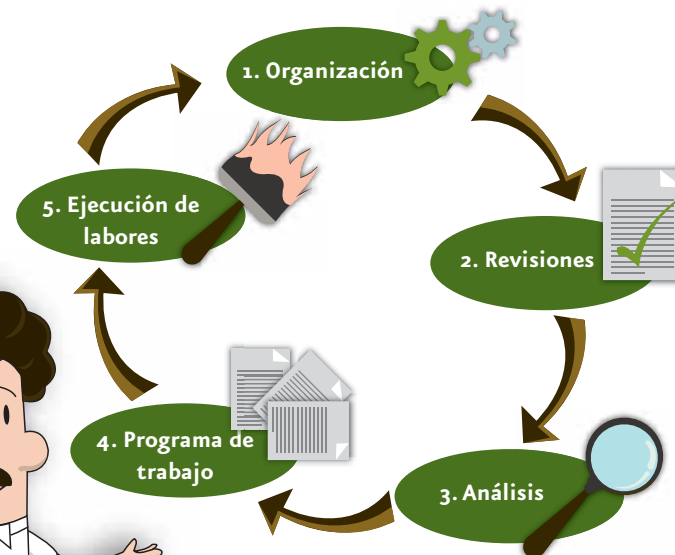 1. Organización
2. Revisiones
3. Análisis
4. Programa de
trabajo
5. Ejecución de
labores